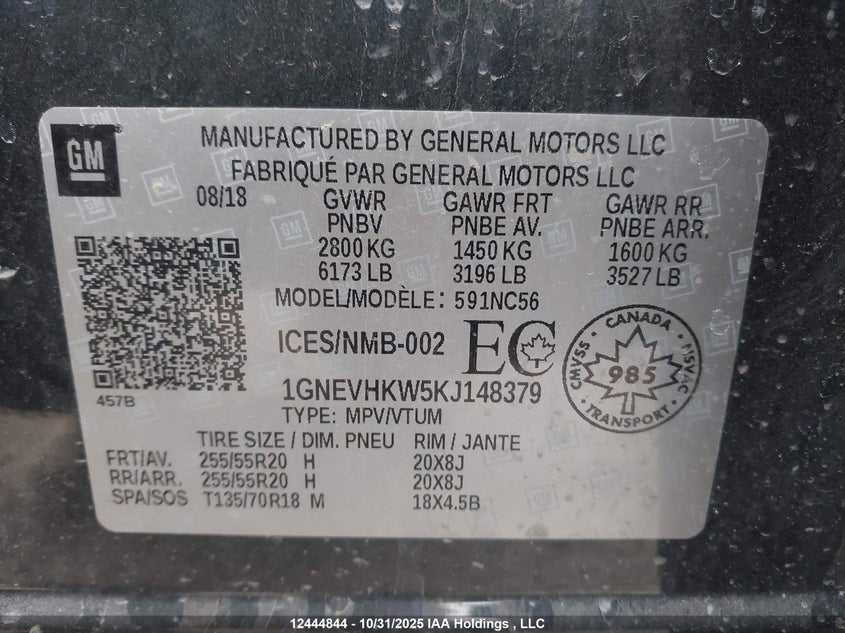 GM
MANUFACTURED BY GENERAL MOTORS LLC
FABRIQUÉ PAR GENERAL MOTORS LLC
08/18 GVWR GAWR FRT GAWR RR
PNBV PNBE AV. PNBE ARR.
2800 KG 1450 KG 1600 KG
6173 LB 3196 LB 3527 LB
MODEL/MODÈLE: 591NC56
ICES/NMB-002 EC
CANADA
CMVSS 985 NSVAC
TRANSPORT
457B
1GNEVHKW5KJ148379
TYPE: MPV/VTUM
TIRE SIZE / DIM. PNEU RIM / JANTE
FRT/AV. 255/55R20 H 20X8J
RR/ARR. 255/55R20 H 20X8J
SPA/SOS T135/70R18 M 18X4.5B
12444844 - 10/31/2025 IAA Holdings , LLC